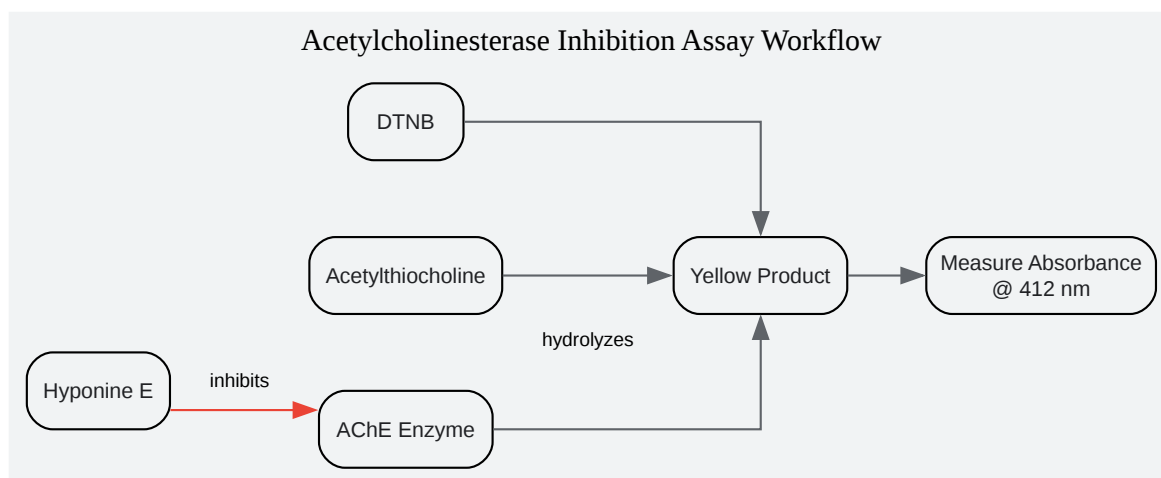 Acetylcholinesterase Inhibition Assay Workflow
DTNB
Acetylthiocholine
Yellow Product
Measure Absorbance
@ 412 nm
hydrolyzes
Hyponine E
inhibits
AChE Enzyme